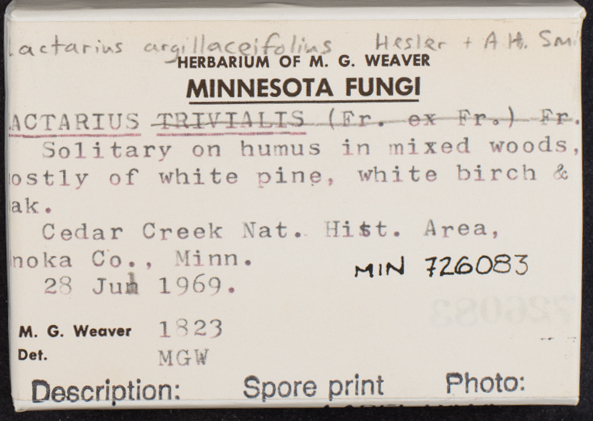 actarius argillaceifolius Hesler + A.H. Smi
HERBARIUM OF M. G. WEAVER
MINNESOTA FUNGI
ACTARIUS TRIVIALIS (Fr. ex Fr.) Fr.
Solitary on humus in mixed woods,
ostly of white pine, white birch &
ak.
Cedar Creek Nat. Hist. Area,
noka Co., Minn.
MIN 726083
28 Jun 1969.
M. G. Weaver 1823
Det. MGW
Description: Spore print Photo: